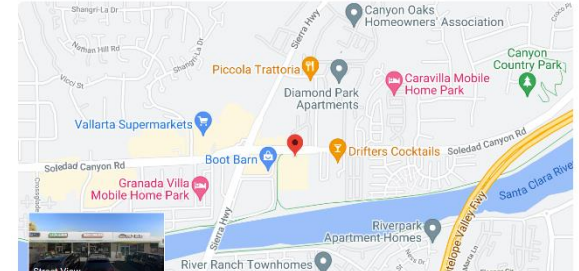 Shangri-La Dr
Canyon Oaks
Homeowners' Association
Sierra Hwy
Nathan Hill Rd
Shangri-La Dr
Vicci St
Piccola Trattoria
Diamond Park
Apartments
Caravilla Mobile
Home Park
Canyon
Country Park
Vallarta Supermarkets
Soledad Canyon Rd
Boot Barn
Drifters Cocktails
Soledad Canyon Rd
Granada Villa
Mobile Home Park
Santa Clara River
Sierra Hwy
Riverpark
Apartment-Homes
River Ranch Townhomes
telope Valley Fwy
Street View